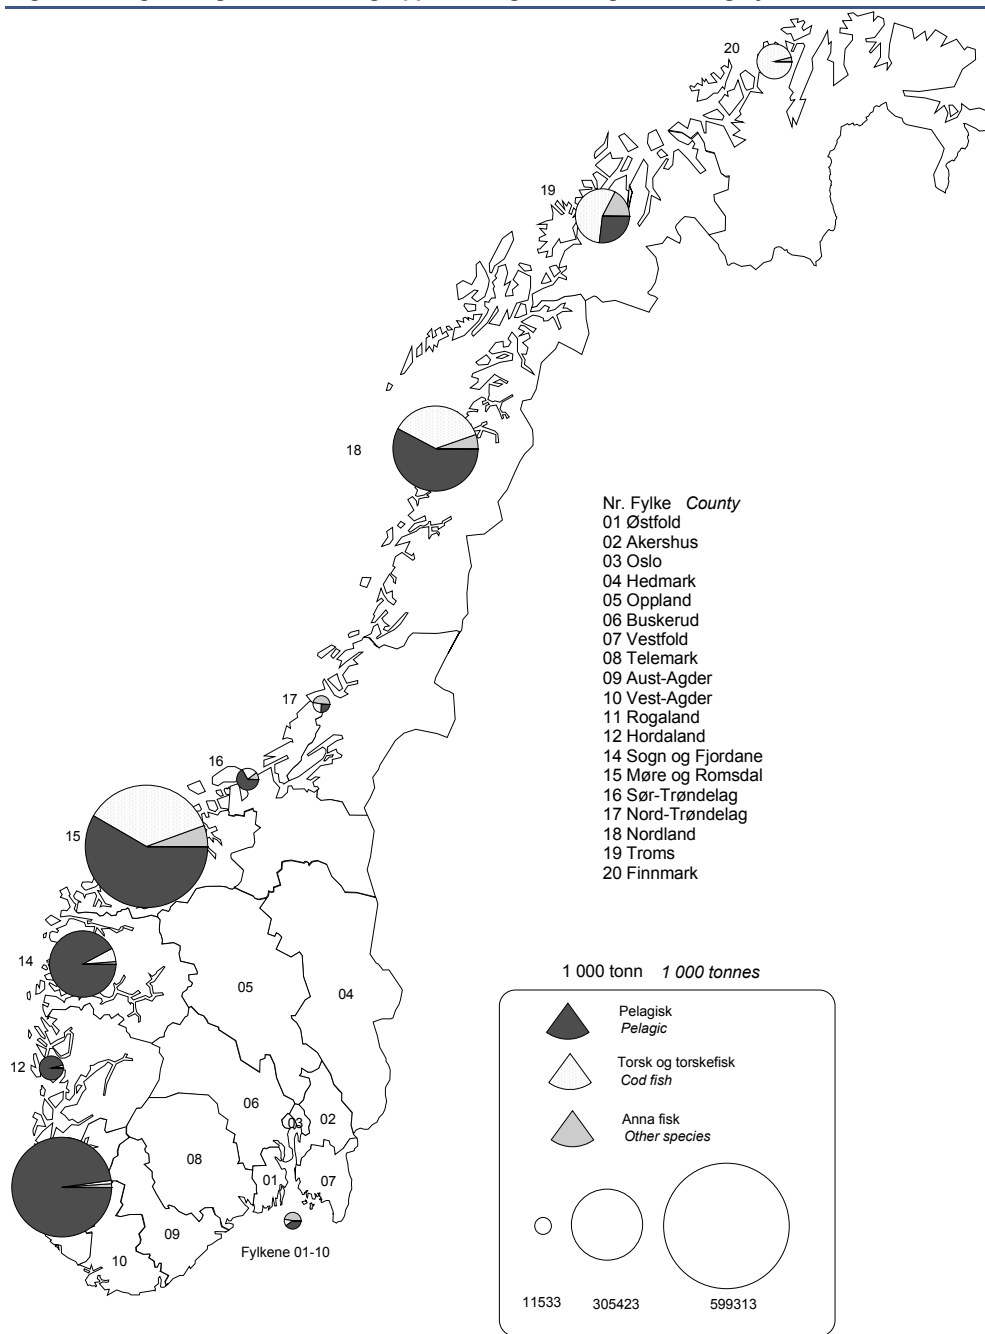 20
19
18
Nr. Fylke County
01 Østfold
02 Akershus
03 Oslo
04 Hedmark
05 Oppland
06 Buskerud
07 Vestfold
08 Telemark
09 Aust-Agder
10 Vest-Agder
11 Rogaland
12 Hordaland
14 Sogn og Fjordane
15 Møre og Romsdal
16 Sør-Trøndelag
17 Nord-Trøndelag
18 Nordland
19 Troms
20 Finnmark
17
16
15
14
05
04
12
06
03
02
08
01
07
09
10
Fylkene 01-10
1 000 tonn 1 000 tonnes
Pelagisk
Pelagic
Torsk og torskefisk
Cod fish
Anna fisk
Other species
11533 305423 599313